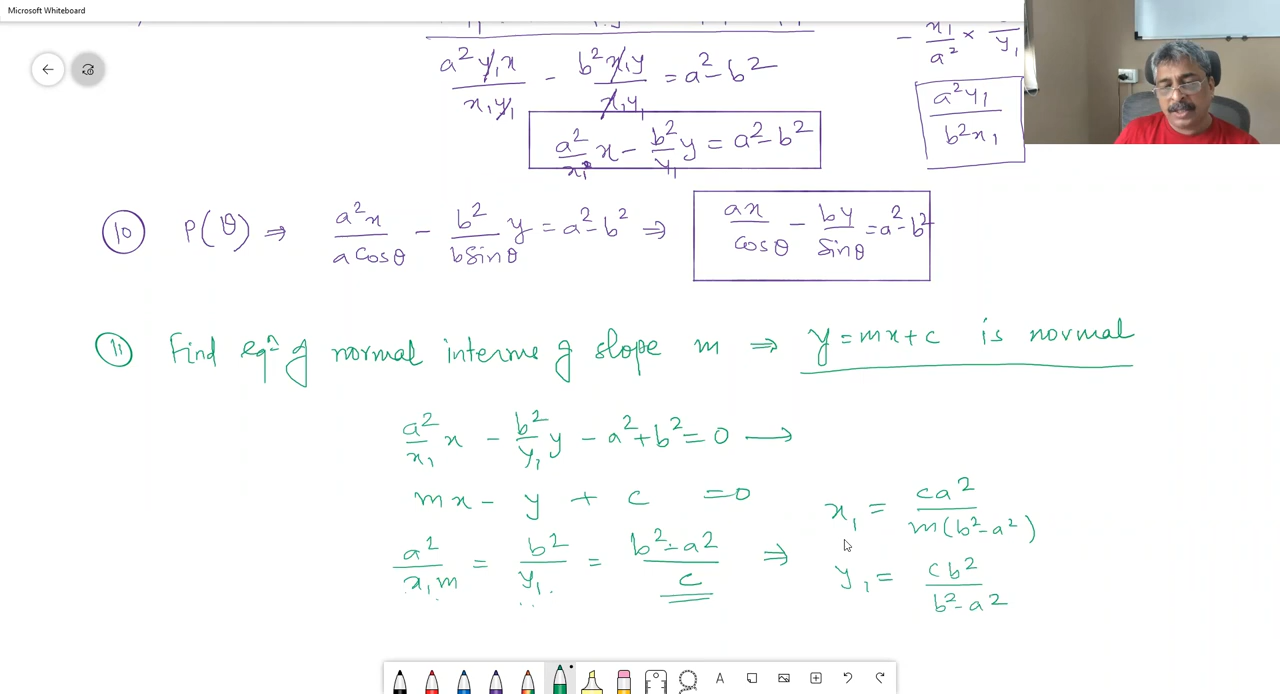 Microsoft Whiteboard
a²y₁x/x₁y₁ - b²x₁y/x₁y₁ = a²-b²
- x₁/a² × /y₁
a²y₁/b²x₁
a²/x₁ x - b²/y₁ y = a²-b²
10 P(θ) ⇒ a²x/a cosθ - b²/b sinθ y = a²-b² ⇒ ax/cosθ - by/sinθ = a²-b²
11 Find eqⁿ of normal interms of slope m ⇒ y=mx+c is normal
a²/x₁ x - b²/y₁ y - a²+b² = 0 →
mx - y + c = 0
a²/x₁m = b²/y₁ = b²-a²/c ⇒
x₁ = ca²/m(b²-a²)
y₁ = cb²/b²-a²
A